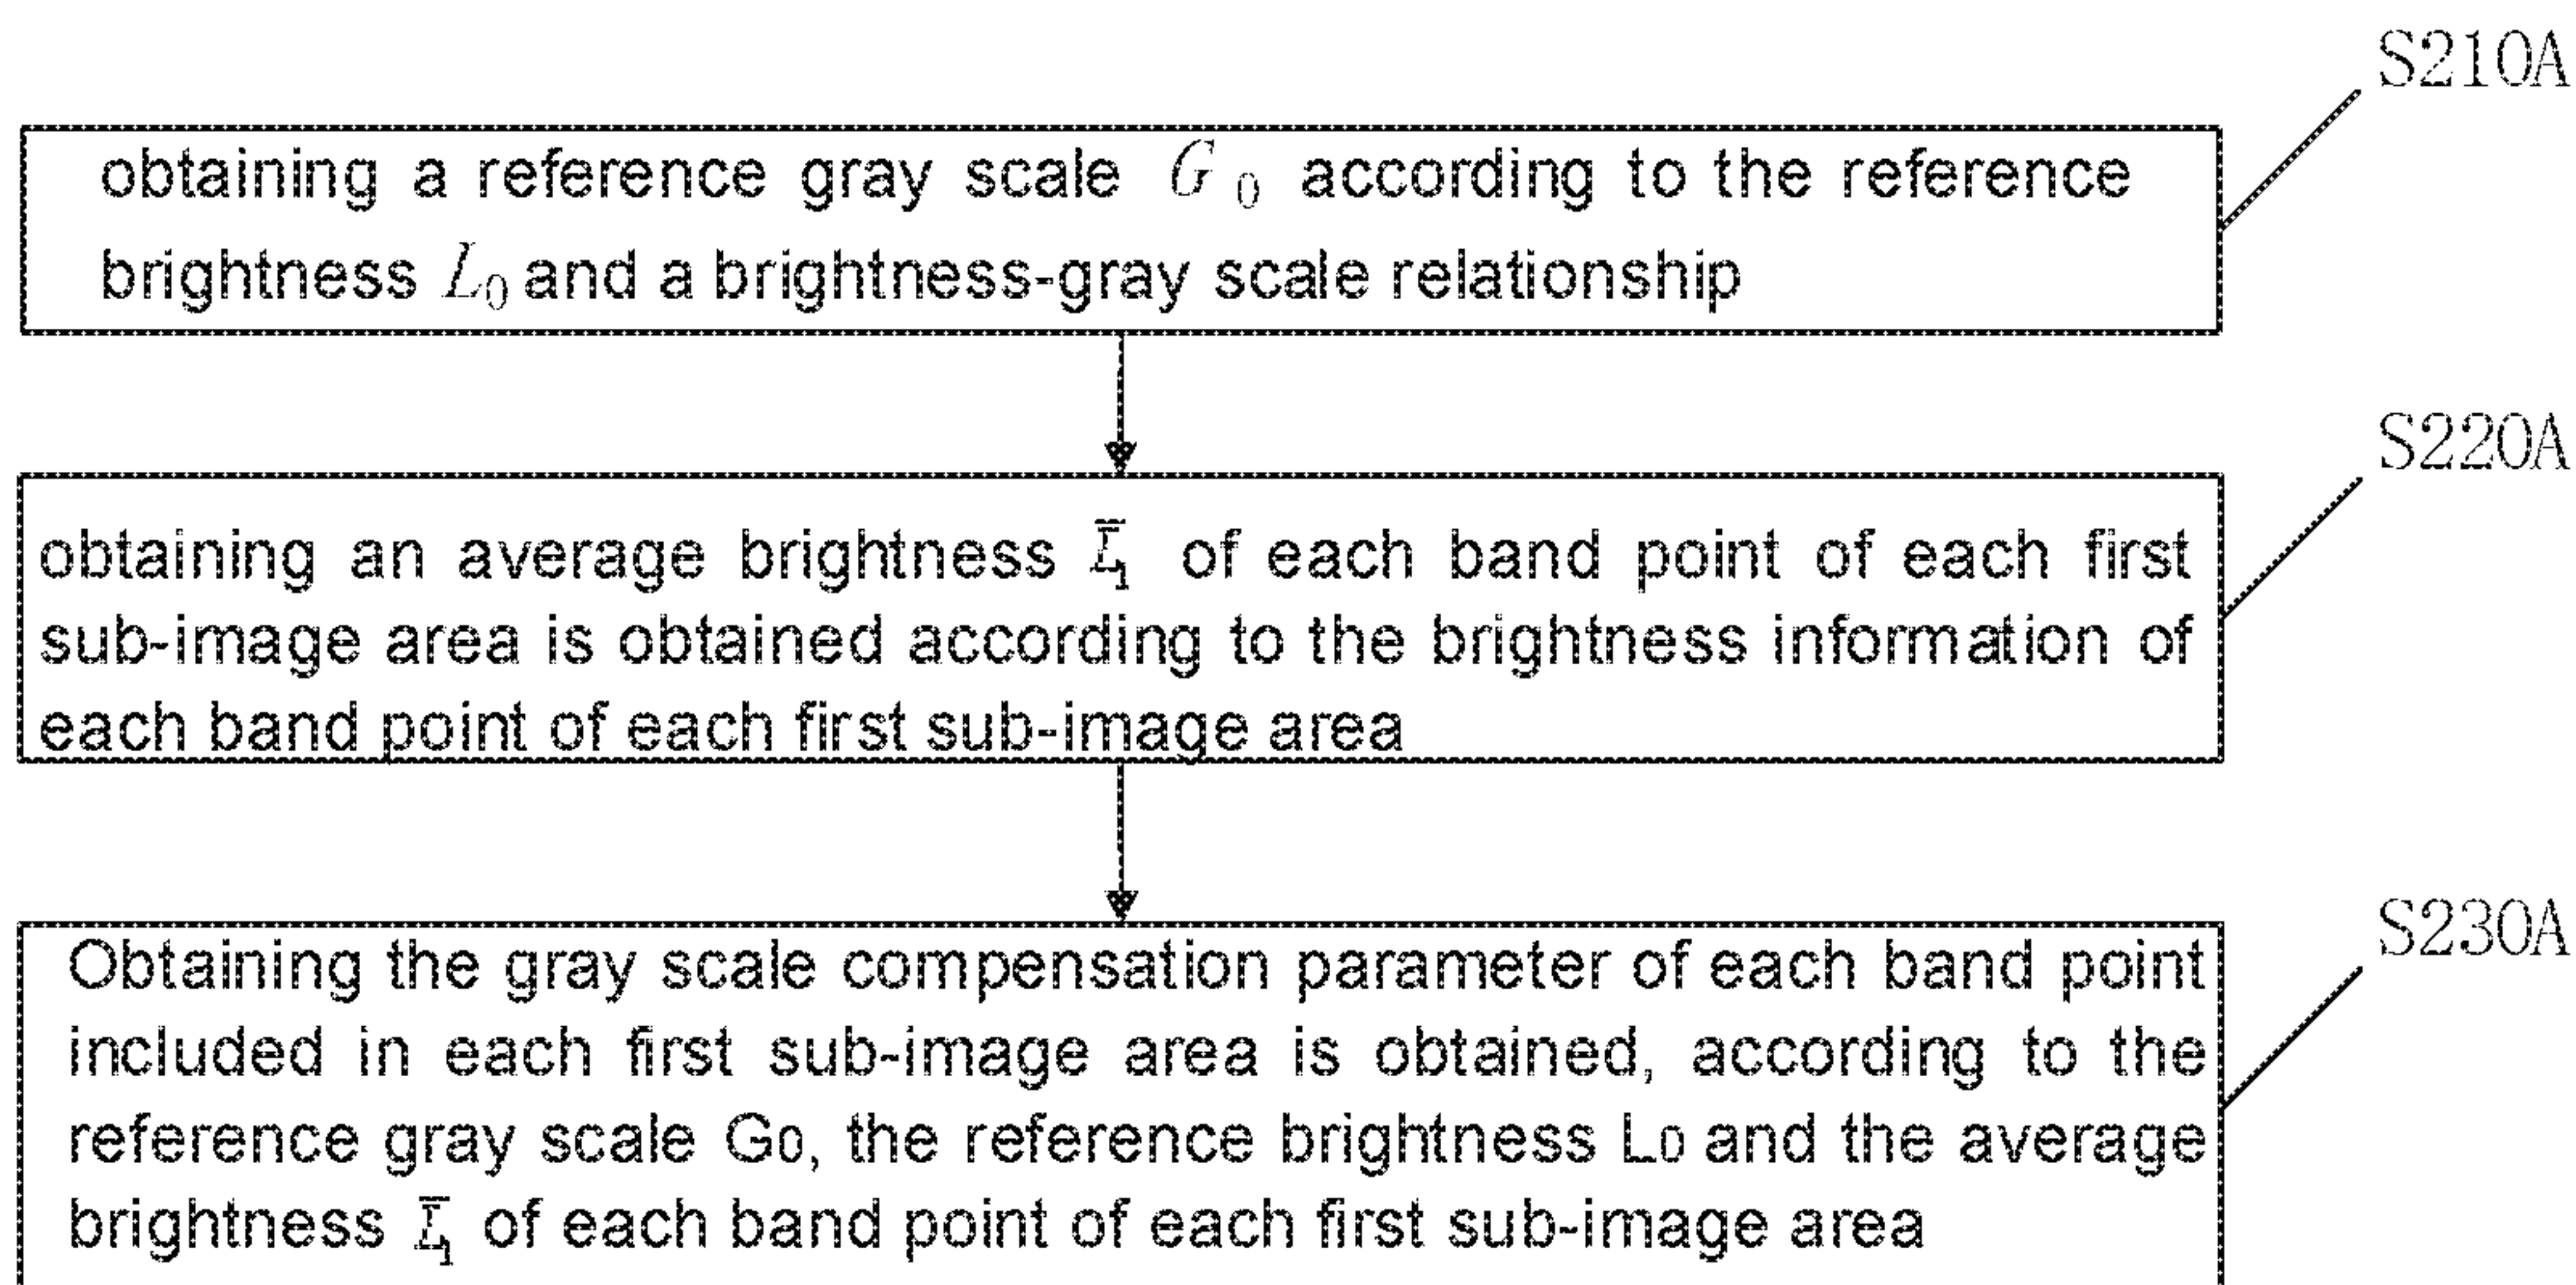 S210A
obtaining a reference gray scale G₀ according to the reference
brightness L₀ and a brightness-gray scale relationship
S220A
obtaining an average brightness L̅₁ of each band point of each first
sub-image area is obtained according to the brightness information of
each band point of each first sub-image area
S230A
Obtaining the gray scale compensation parameter of each band point
included in each first sub-image area is obtained, according to the
reference gray scale G₀, the reference brightness L₀ and the average
brightness L̅₁ of each band point of each first sub-image area